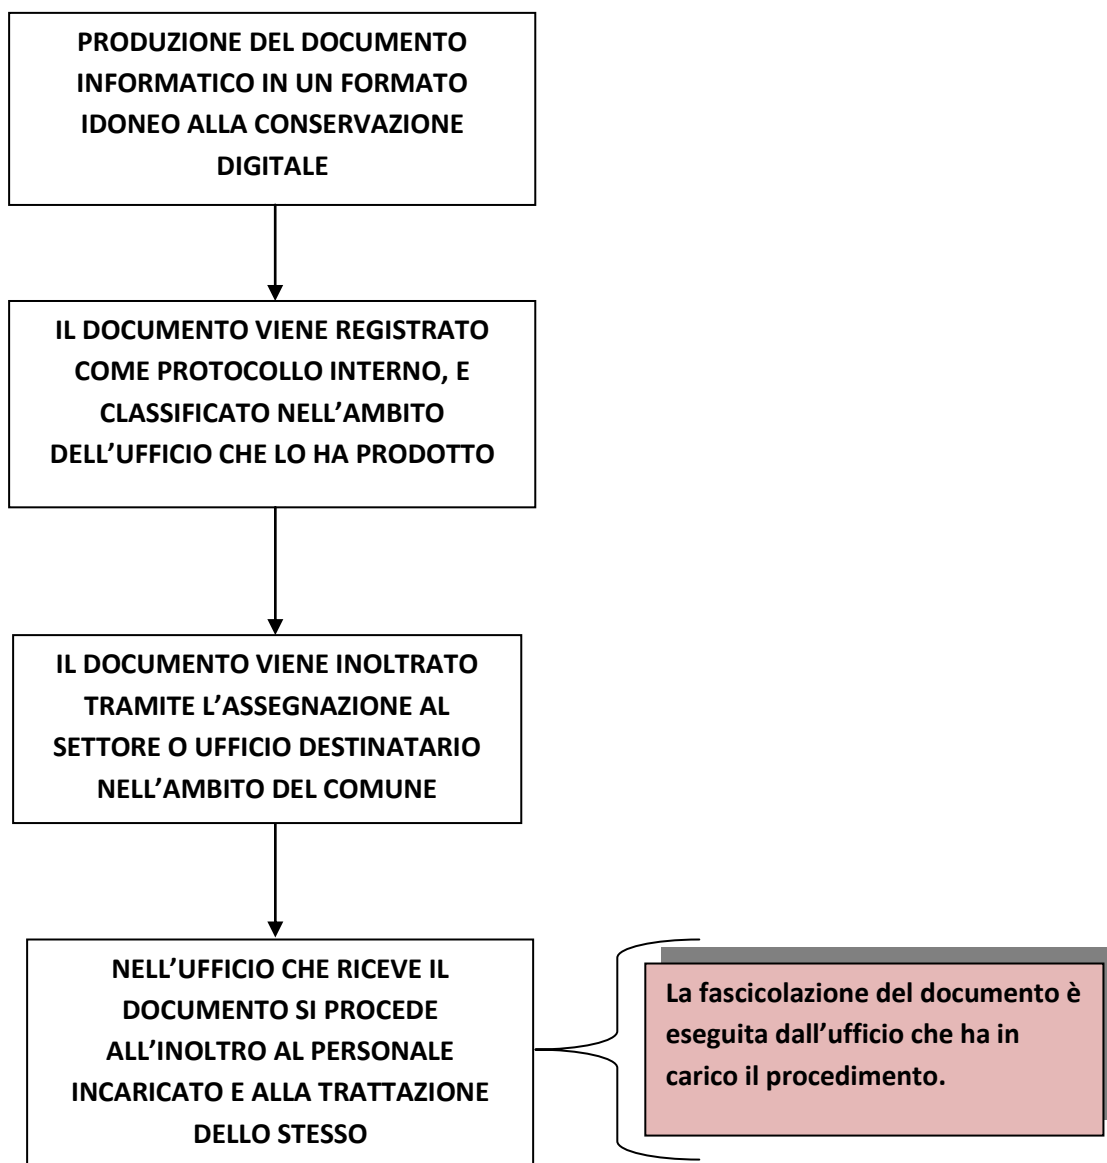 PRODUZIONE DEL DOCUMENTO
INFORMATICO IN UN FORMATO
IDONEO ALLA CONSERVAZIONE
DIGITALE
IL DOCUMENTO VIENE REGISTRATO
COME PROTOCOLLO INTERNO, E
CLASSIFICATO NELL’AMBITO
DELL’UFFICIO CHE LO HA PRODOTTO
IL DOCUMENTO VIENE INOLTRATO
TRAMITE L’ASSEGNAZIONE AL
SETTORE O UFFICIO DESTINATARIO
NELL’AMBITO DEL COMUNE
NELL’UFFICIO CHE RICEVE IL
DOCUMENTO SI PROCEDE
ALL’INOLTRO AL PERSONALE
INCARICATO E ALLA TRATTAZIONE
DELLO STESSO
La fascicolazione del documento è
eseguita dall’ufficio che ha in
carico il procedimento.